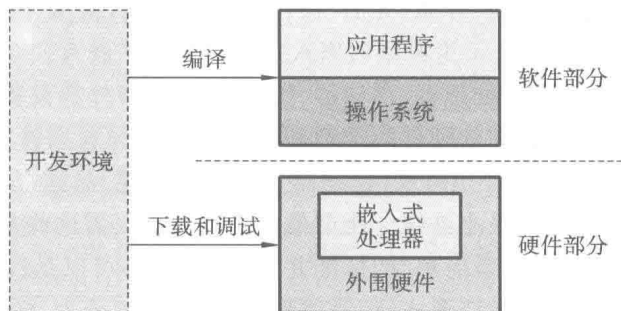 编译
应用程序
操作系统
软件部分
开发环境
下载和调试
嵌入式
处理器
外围硬件
硬件部分